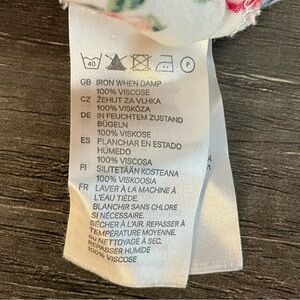 40 P
GB IRON WHEN DAMP
100% VISCOSE
CZ ŽEHLIT ZA VLHKA
100% VISKÓZA
DE IN FEUCHTEM ZUSTAND
BÜGELN
100% VISKOSE
ES PLANCHAR EN ESTADO
HÚMEDO
100% VISCOSA
FI SILITETÄÄN KOSTEANA
100% VISKOOSIA
FR LAVER À LA MACHINE À
L'EAU TIÈDE.
BLANCHIR SANS CHLORE
SI NÉCESSAIRE.
SÉCHER À L'AIR. REPASSER À
TEMPÉRATURE MOYENNE.
OU NETTOYAGE À SEC.
REPASSER HUMIDE
100% VISCOSE